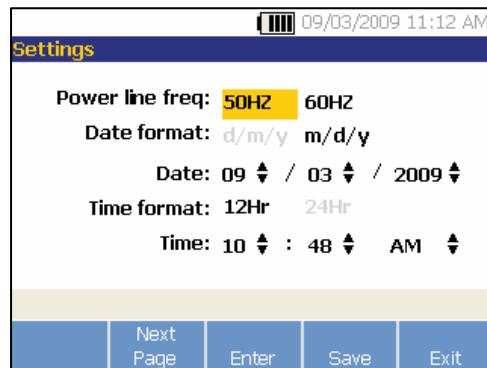 09/03/2009 11:12 AM
Settings
Power line freq: 50HZ 60HZ
Date format: d/m/y m/d/y
Date: 09 / 03 / 2009
Time format: 12Hr 24Hr
Time: 10 : 48 AM
Next Page Enter Save Exit